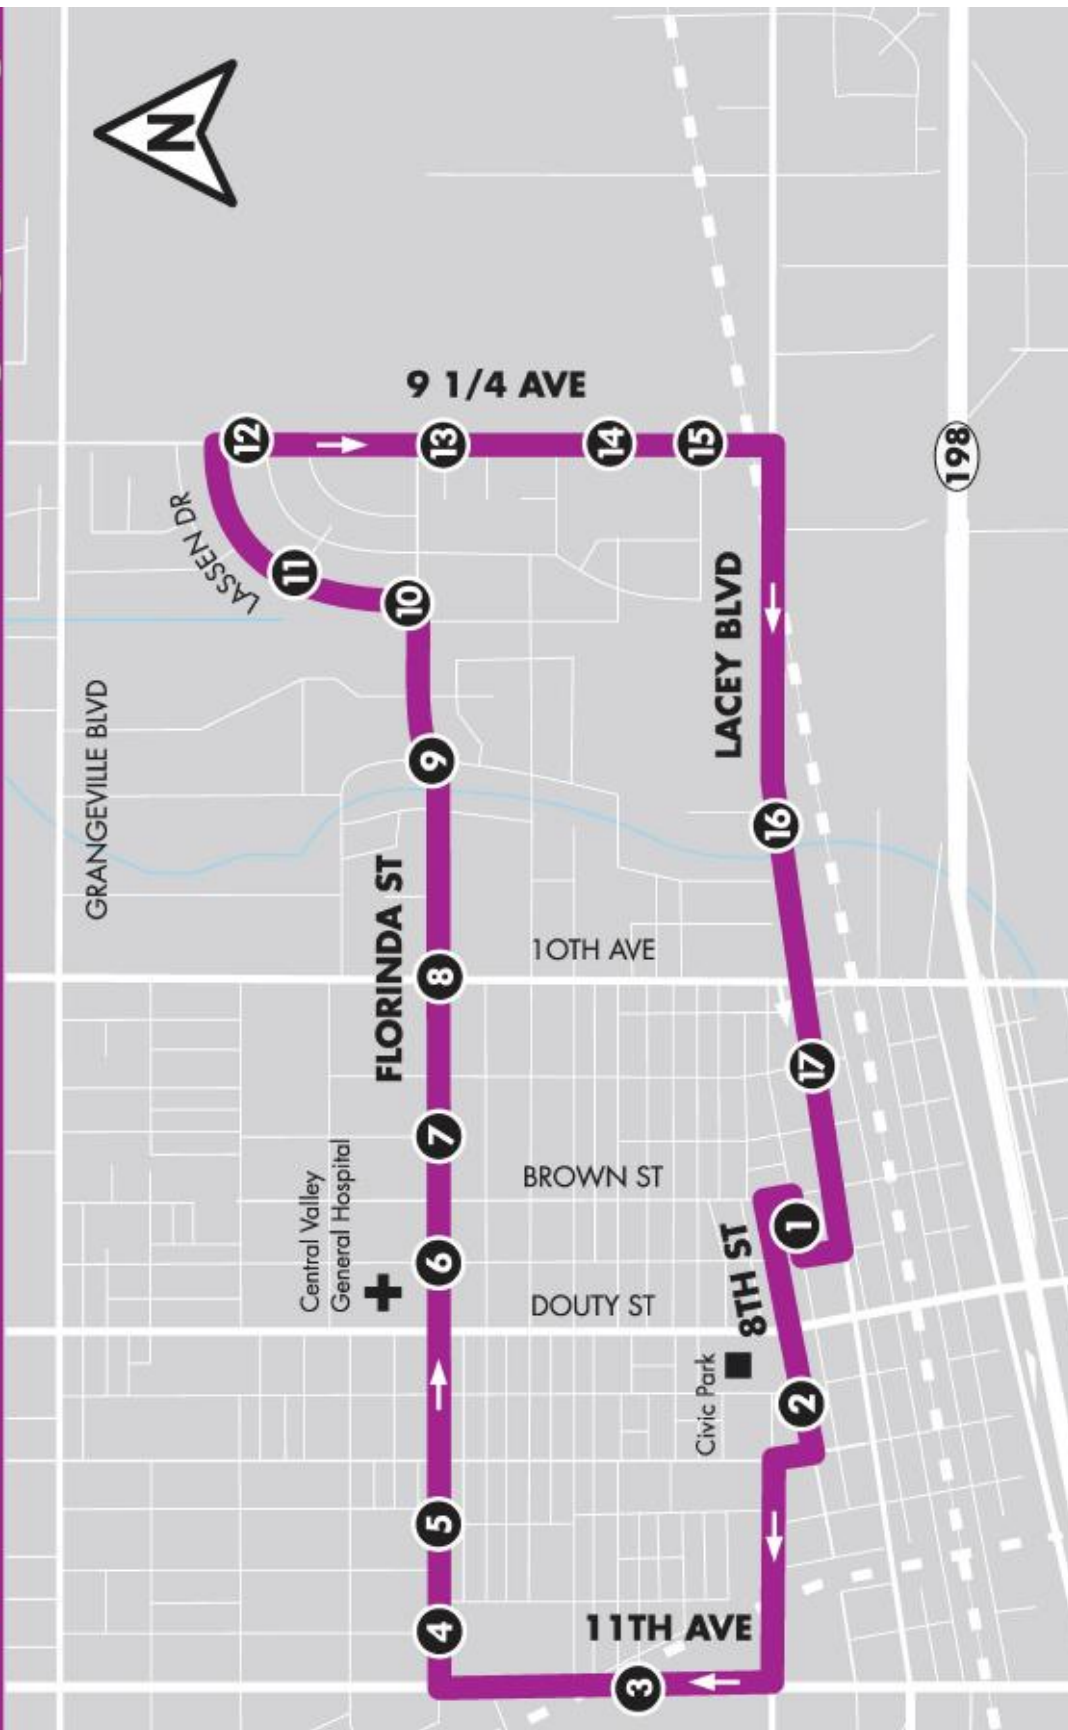 N
GRANGEVILLE BLVD
LASSEN DR
9 1/4 AVE
12
13
14
15
11
10
198
LACEY BLVD
9
16
FLORINDA ST
10TH AVE
8
17
7
Central Valley
General Hospital
BROWN ST
6
1
DOUTY ST
8TH ST
Civic Park
2
5
4
11TH AVE
3